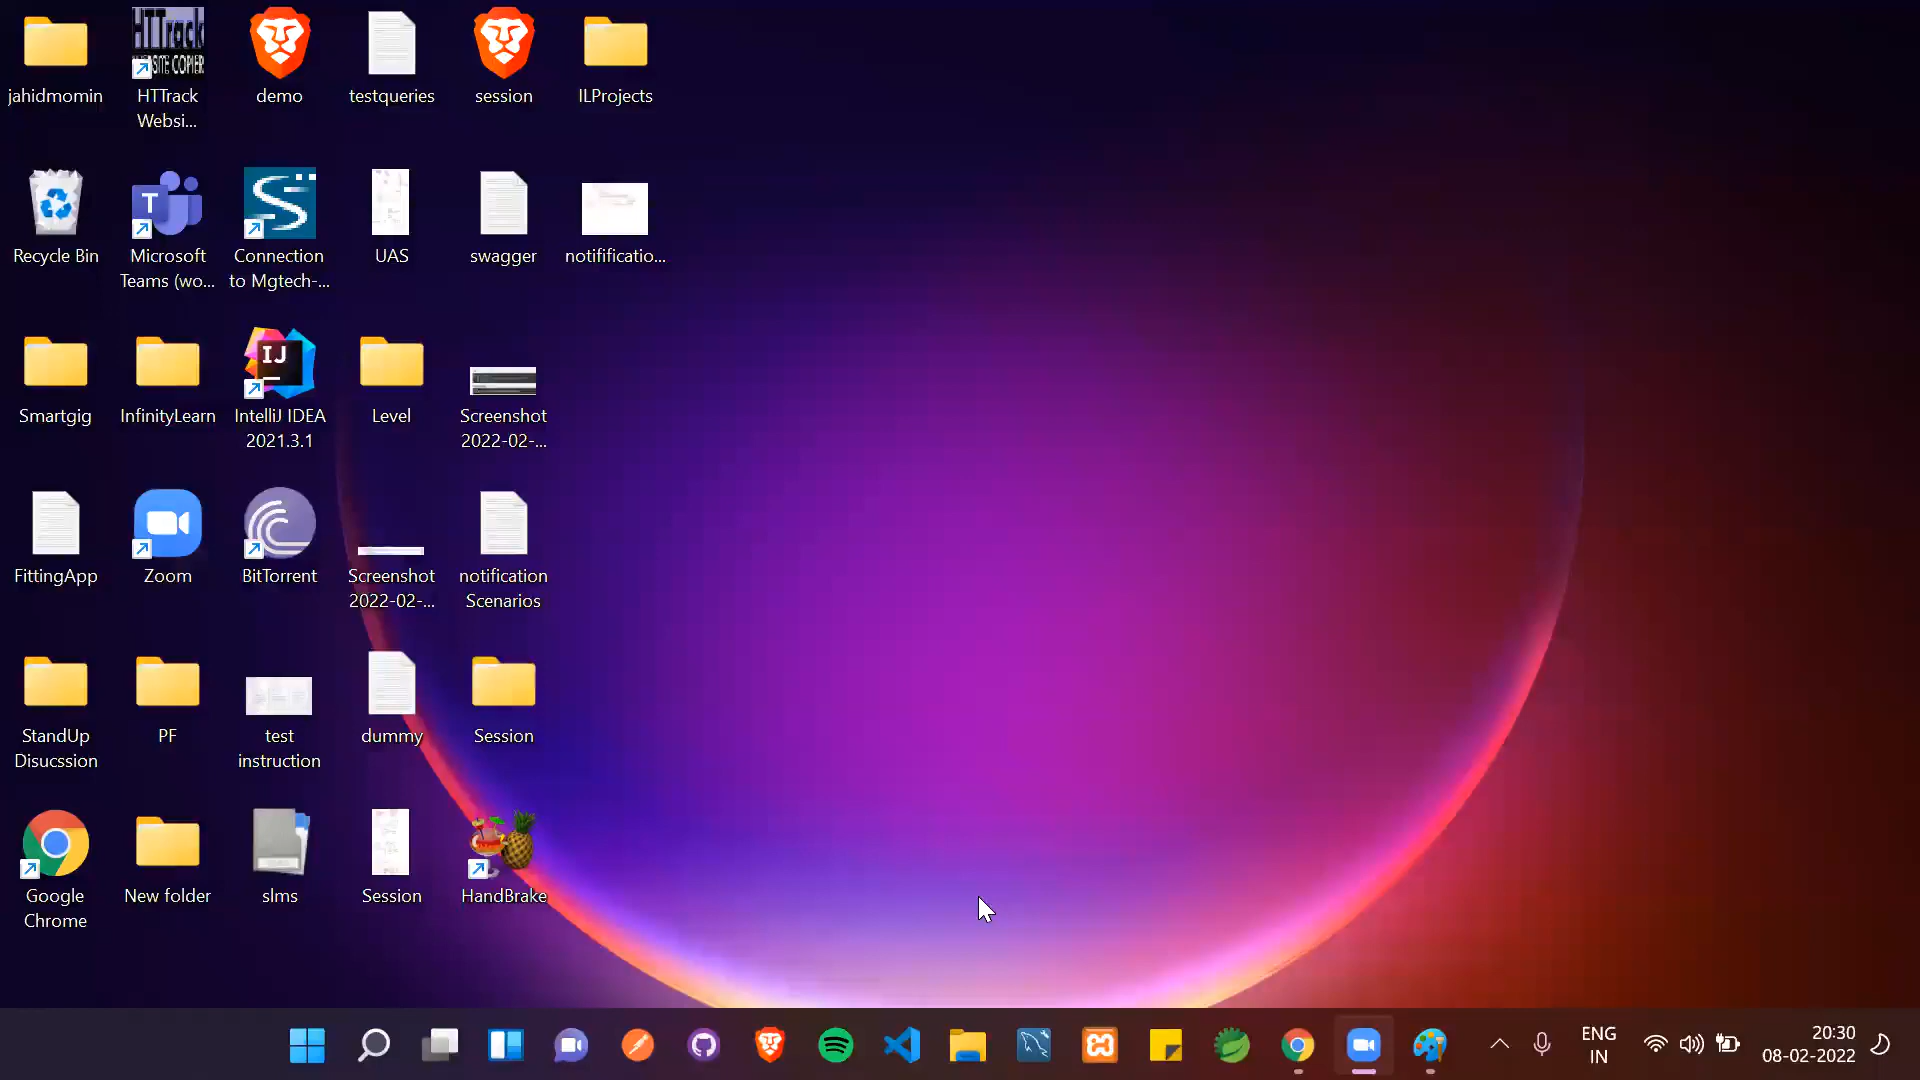 jahidmomin
HTTrack
Websi...
demo
testqueries
session
ILProjects
Recycle Bin
Microsoft
Teams (wo...
Connection
to Mgtech-...
UAS
swagger
notifificatio...
Smartgig
InfinityLearn
IntelliJ IDEA
2021.3.1
Level
Screenshot
2022-02-...
FittingApp
Zoom
BitTorrent
Screenshot
2022-02-...
notification
Scenarios
StandUp
Disucssion
PF
test
instruction
dummy
Session
Google
Chrome
New folder
slms
Session
HandBrake
ENG
IN
20:30
08-02-2022